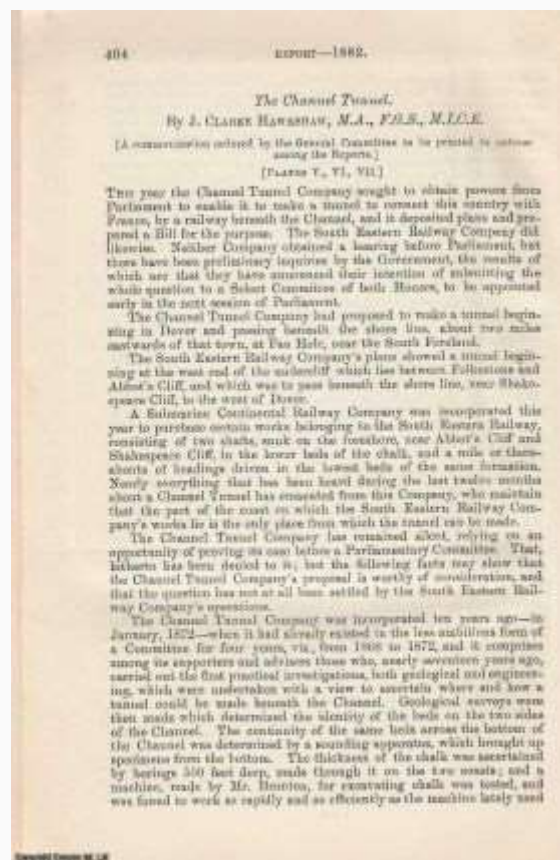 404 REPORT—1882.
The Channel Tunnel.
By J. CLARKE HAWKSHAW, M.A., F.G.S., M.I.C.E.
[A communication ordered by the General Committee to be printed in extenso
among the Reports.]
[PLATES V., VI., VII.]
THIS year the Channel Tunnel Company sought to obtain powers from
Parliament to enable it to make a tunnel to connect this country with
France, by a railway beneath the Channel, and it deposited plans and pre-
pared a Bill for the purpose. The South Eastern Railway Company did
likewise. Neither Company obtained a hearing before Parliament, but
there have been preliminary inquiries by the Government, the results of
which are that they have announced their intention of submitting the
whole question to a Select Committee of both Houses, to be appointed
early in the next session of Parliament.
The Channel Tunnel Company had proposed to make a tunnel begin-
ning in Dover and passing beneath the shore line, about two miles
eastwards of that town, at Fan Hole, near the South Foreland.
The South Eastern Railway Company's plans showed a tunnel begin-
ning at the west end of the undercliff which lies between Folkestone and
Abbot's Cliff, and which was to pass beneath the shore line, near Shake-
speare Cliff, to the west of Dover.
A Submarine Continental Railway Company was incorporated this
year to purchase certain works belonging to the South Eastern Railway,
consisting of two shafts, sunk on the foreshore, near Abbot's Cliff and
Shakespeare Cliff, in the lower beds of the chalk, and a mile or there-
abouts of headings driven in the lowest beds of the same formation.
Nearly everything that has been heard during the last twelve months
about a Channel Tunnel has emanated from this Company, who maintain
that the part of the coast on which the South Eastern Railway Com-
pany's works lie is the only place from which the tunnel can be made.
The Channel Tunnel Company has remained silent, relying on an
opportunity of proving its case before a Parliamentary Committee. That,
hitherto has been denied to it; but the following facts may show that
the Channel Tunnel Company's proposal is worthy of consideration, and
that the question has not at all been settled by the South Eastern Rail-
way Company's operations.
The Channel Tunnel Company was incorporated ten years ago—in
January, 1872—when it had already existed in the less ambitious form of
a Committee for four years, viz., from 1868 to 1872, and it comprises
among its supporters and advisers those who, nearly seventeen years ago,
carried out the first practical investigations, both geological and engineer-
ing, which were undertaken with a view to ascertain where and how a
tunnel could be made beneath the Channel. Geological surveys were
then made which determined the identity of the beds on the two sides
of the Channel. The continuity of the same beds across the bottom of
the Channel was determined by a sounding apparatus, which brought up
specimens from the bottom. The thickness of the chalk was ascertained
by borings 500 feet deep, made through it on the two coasts; and a
machine, made by Mr. Brunton, for excavating chalk was tested, and
was found to work as rapidly and as efficiently as the machine lately used